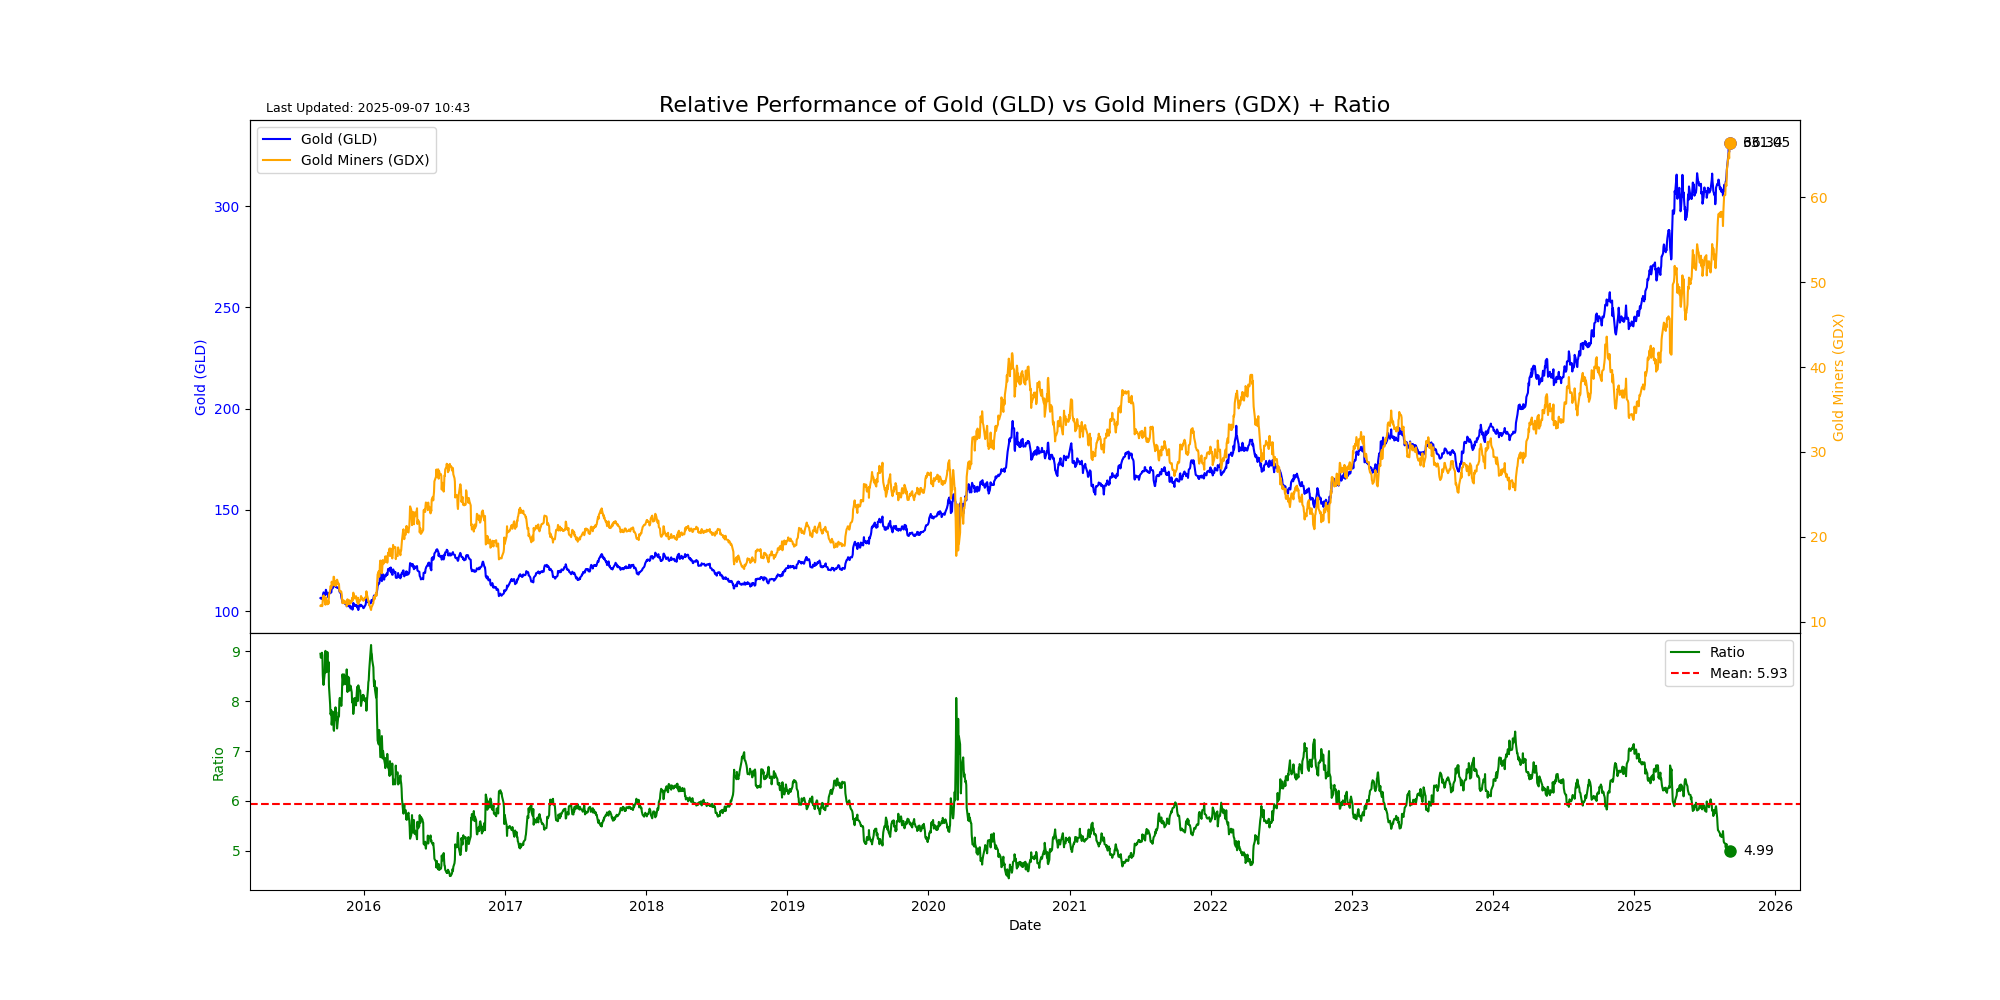 Last Updated: 2025-09-07 10:43
Relative Performance of Gold (GLD) vs Gold Miners (GDX) + Ratio
Gold (GLD)
Gold Miners (GDX)
300
250
200
150
100
Gold (GLD)
60
50
40
30
20
10
Gold Miners (GDX)
9
8
7
6
5
Ratio
Ratio
Mean: 5.93
4.99
2016 2017 2018 2019 2020 2021 2022 2023 2024 2025 2026
Date